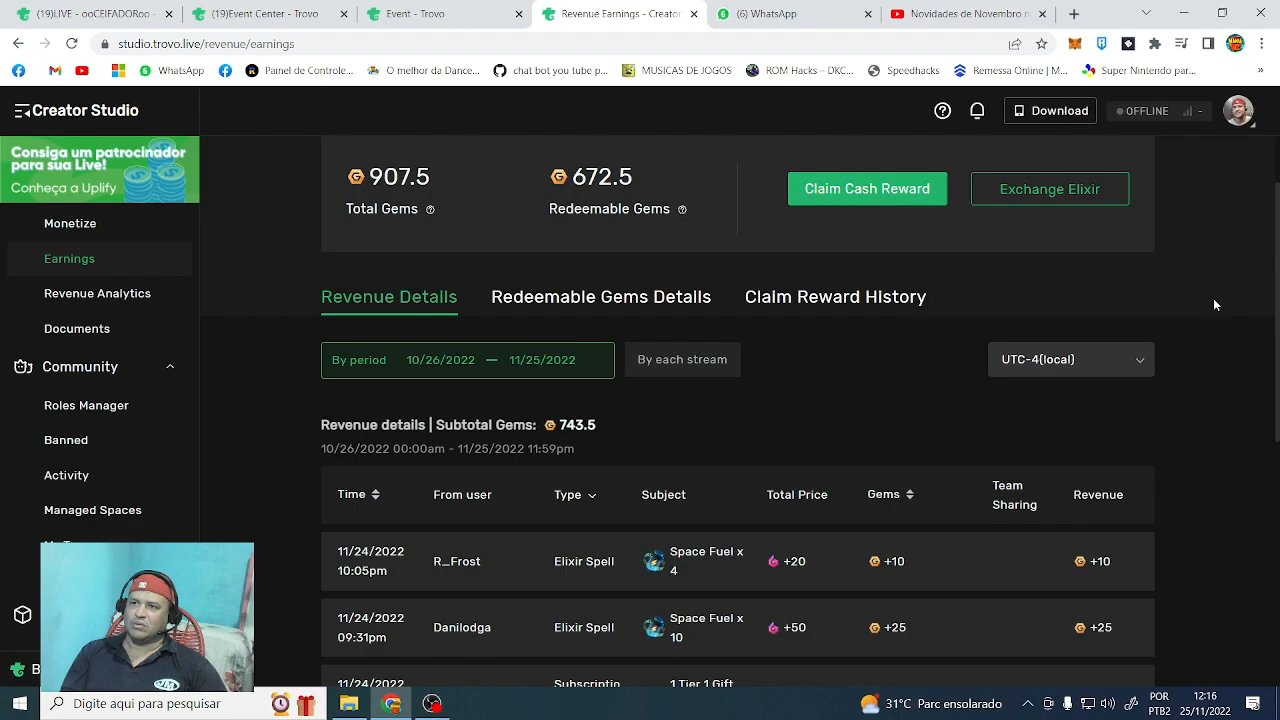 (19)LIVE - ooCEIFADORoo
(19)Event Center - Trovo
Event - Trovo
Revenue Earnings - Creator
(6) WhatsApp
Novidades de Novembro
studio.trovo.live/revenue/earnings
WhatsApp
Painel de Controle...
O melhor da Dance...
chat bot you tube p...
MUSICAS DE JOGOS
ROM Hacks - DKC...
Speedhacks
Remessa Online | M...
Super Nintendo par...
»
Creator Studio
Download
OFFLINE
-
Consiga um patrocinador
para sua Live!
Conheça a Uplify
Monetize
Earnings
Revenue Analytics
Documents
Community
Roles Manager
Banned
Activity
Managed Spaces
907.5
672.5
Total Gems
Redeemable Gems
Claim Cash Reward
Exchange Elixir
Revenue Details
Redeemable Gems Details
Claim Reward HIstory
By period 10/26/2022 — 11/25/2022
By each stream
UTC-4(local)
Revenue details | Subtotal Gems: 743.5
10/26/2022 00:00am - 11/25/2022 11:59pm
Time From user Type Subject Total Price Gems Team Sharing Revenue
11/24/2022 10:05pm R_Frost Elixir Spell Space Fuel x 4 +20 +10 +10
11/24/2022 09:31pm Danilodga Elixir Spell Space Fuel x 10 +50 +25 +25
11/24/2022 Subscriptio 1 Tier 1 Gift
Digite aqui para pesquisar
31°C Parc ensolarado
POR
PTB2
12:16
25/11/2022